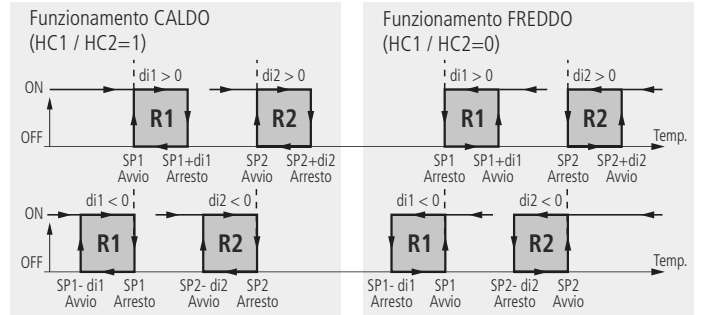 Funzionamento CALDO
(HC1 / HC2=1)
Funzionamento FREDDO
(HC1 / HC2=0)
di1 > 0 di2 > 0 di1 > 0 di2 > 0
ON
R1 R2 R1 R2
OFF
Temp.
SP1 SP1+di1 SP2 SP2+di2 SP1 SP1+di1 SP2 SP2+di2
Avvio Arresto Avvio Arresto Arresto Avvio Arresto Avvio
di1 < 0 di2 < 0 di1 < 0 di2 < 0
ON
R1 R2 R1 R2
OFF
Temp.
SP1- di1 SP1 SP2- di2 SP2 SP1- di1 SP1 SP2- di2 SP2
Avvio Arresto Avvio Arresto Arresto Avvio Arresto Avvio